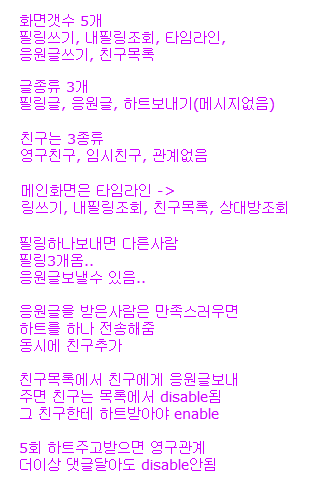 화면갯수 5개
필링쓰기, 내필링조회, 타임라인,
응원글쓰기, 친구목록
글종류 3개
필링글, 응원글, 하트보내기(메시지없음)
친구는 3종류
영구친구, 임시친구, 관계없음
메인화면은 타임라인 ->
링쓰기, 내필링조회, 친구목록, 상대방조회
필링하나보내면 다른사람
필링3개옴..
응원글보낼수 있음..
응원글을 받은사람은 만족스러우면
하트를 하나 전송해줌
동시에 친구추가
친구목록에서 친구에게 응원글보내
주면 친구는 목록에서 disable됨
그 친구한테 하트받아야 enable
5회 하트주고받으면 영구관계
더이상 댓글달아도 disable안됨